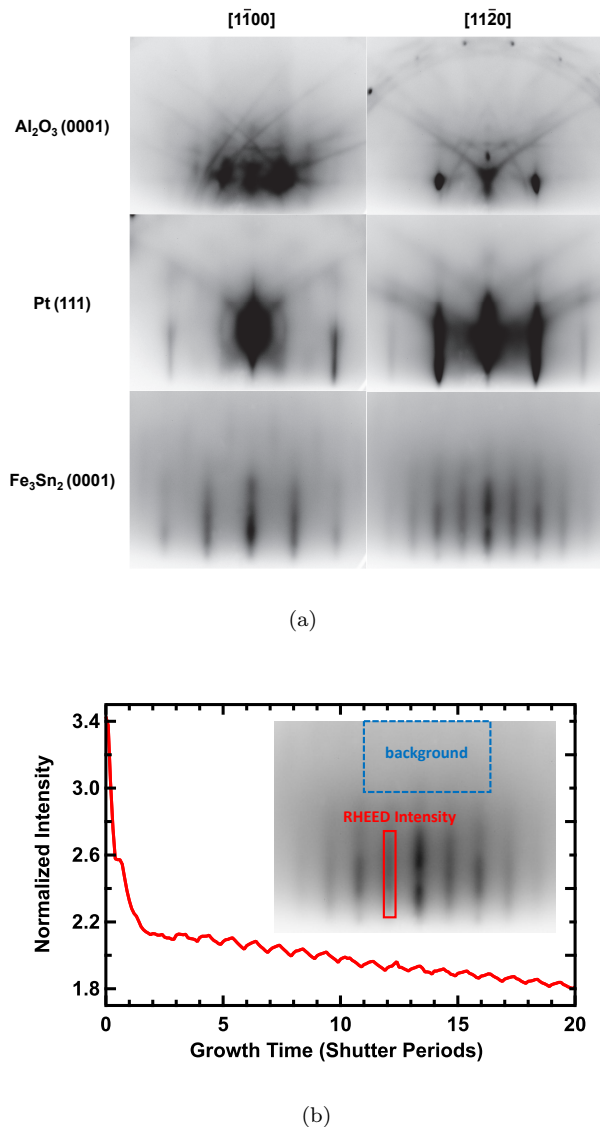 [11̄00] [112̄0]
Al₂O₃ (0001)
Pt (111)
Fe₃Sn₂ (0001)
(a)
3.4
3.0
2.6
2.2
1.8
Normalized Intensity
background
RHEED Intensity
0 5 10 15 20
Growth Time (Shutter Periods)
(b)